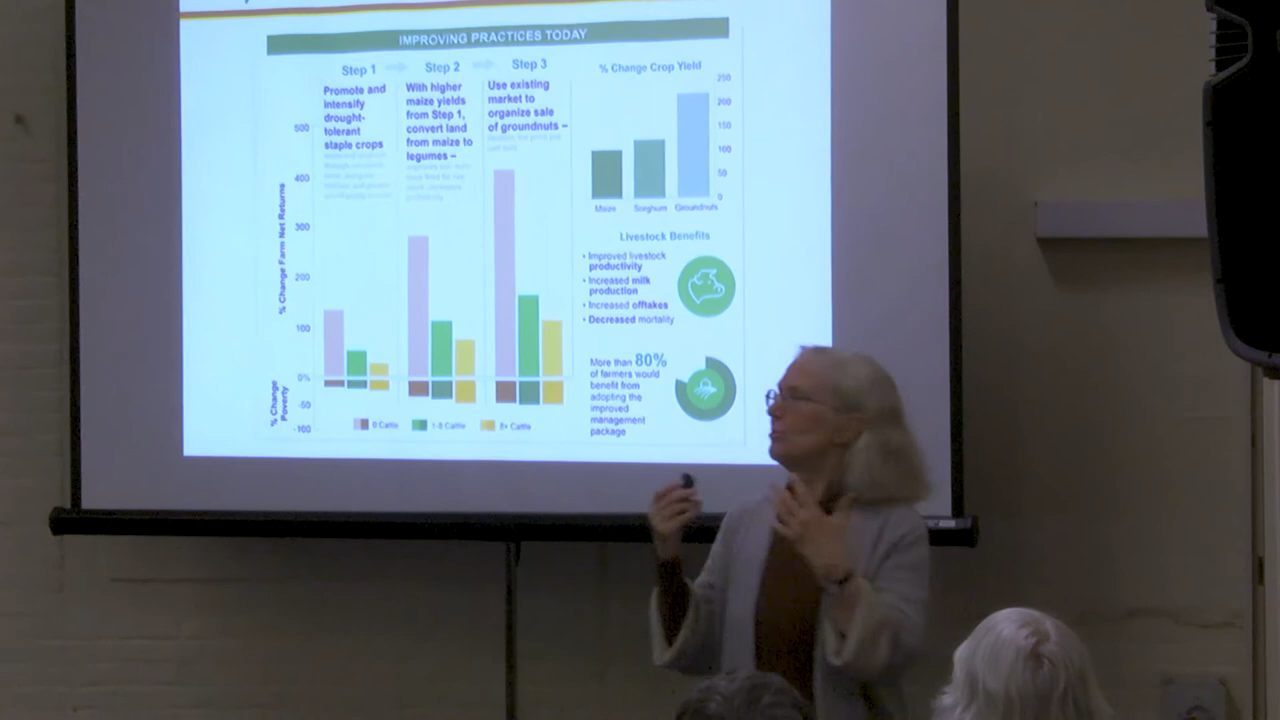 IMPROVING PRACTICES TODAY
Step 1
Step 2
Step 3
Promote and
intensify
drought-
tolerant
staple crops
With higher
maize yields
from Step 1,
convert land
from maize to
legumes –
Use existing
market to
organize sale
of groundnuts –
% Change Farm Net Returns
500
400
300
200
100
0%
% Change
Poverty
-50
-100
0 Cattle
1-8 Cattle
8+ Cattle
% Change Crop Yield
250
200
150
100
50
0
Maize
Sorghum
Groundnuts
Livestock Benefits
• Improved livestock
productivity
• Increased milk
production
• Increased offtakes
• Decreased mortality
More than 80%
of farmers would
benefit from
adopting the
improved
management
package